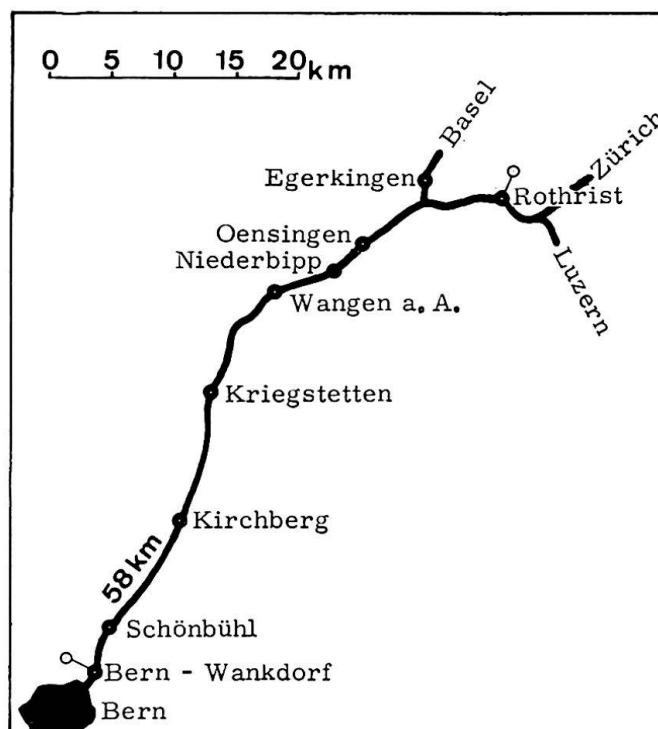 0 5 10 15 20 km
Basel
Zürich
Egerkingen
Rothrist
Oensingen
Niederbipp
Luzern
Wangen a. A.
Kriegstetten
Kirchberg
58 km
Schönbühl
Bern - Wankdorf
Bern